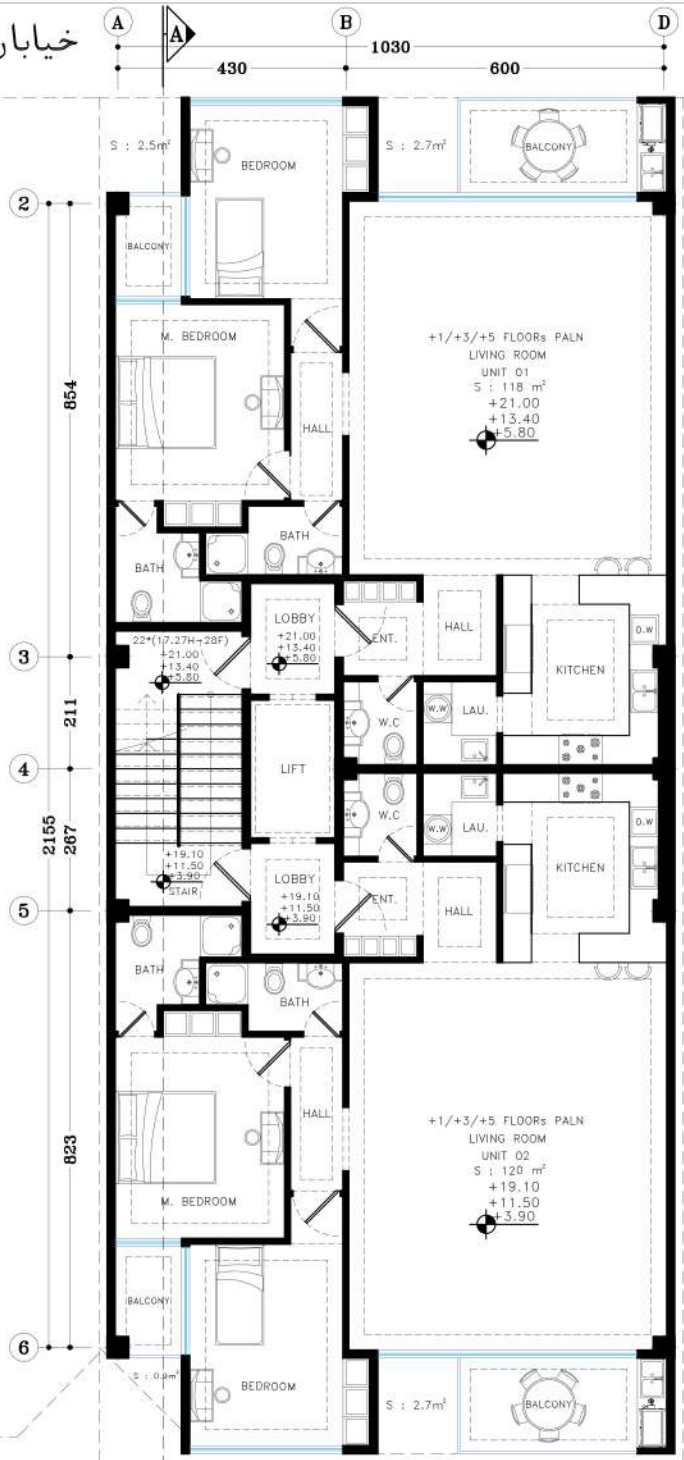 خیابان
A
B
D
A
1030
430
600
S : 2.5m²
BEDROOM
S : 2.7m²
BALCONY
2
BALCONY
M. BEDROOM
+1/+3/+5 FLOORs PALN
LIVING ROOM
UNIT 01
S : 118 m²
+21.00
+13.40
+5.80
854
HALL
BATH
BATH
LOBBY
+21.00
+13.40
+5.80
22*(17.27H+28F)
+21.00
+13.40
+5.80
ENT.
HALL
D.W
KITCHEN
3
211
W.C
W.W
LAU.
LIFT
4
2155
267
W.C
W.W
LAU.
D.W
KITCHEN
+19.10
+11.50
+3.90
STAIR
LOBBY
+19.10
+11.50
+3.90
ENT.
HALL
5
BATH
BATH
823
HALL
+1/+3/+5 FLOORs PALN
LIVING ROOM
UNIT 02
S : 120 m²
+19.10
+11.50
+3.90
M. BEDROOM
BALCONY
6
BEDROOM
S : 2.7m²
BALCONY